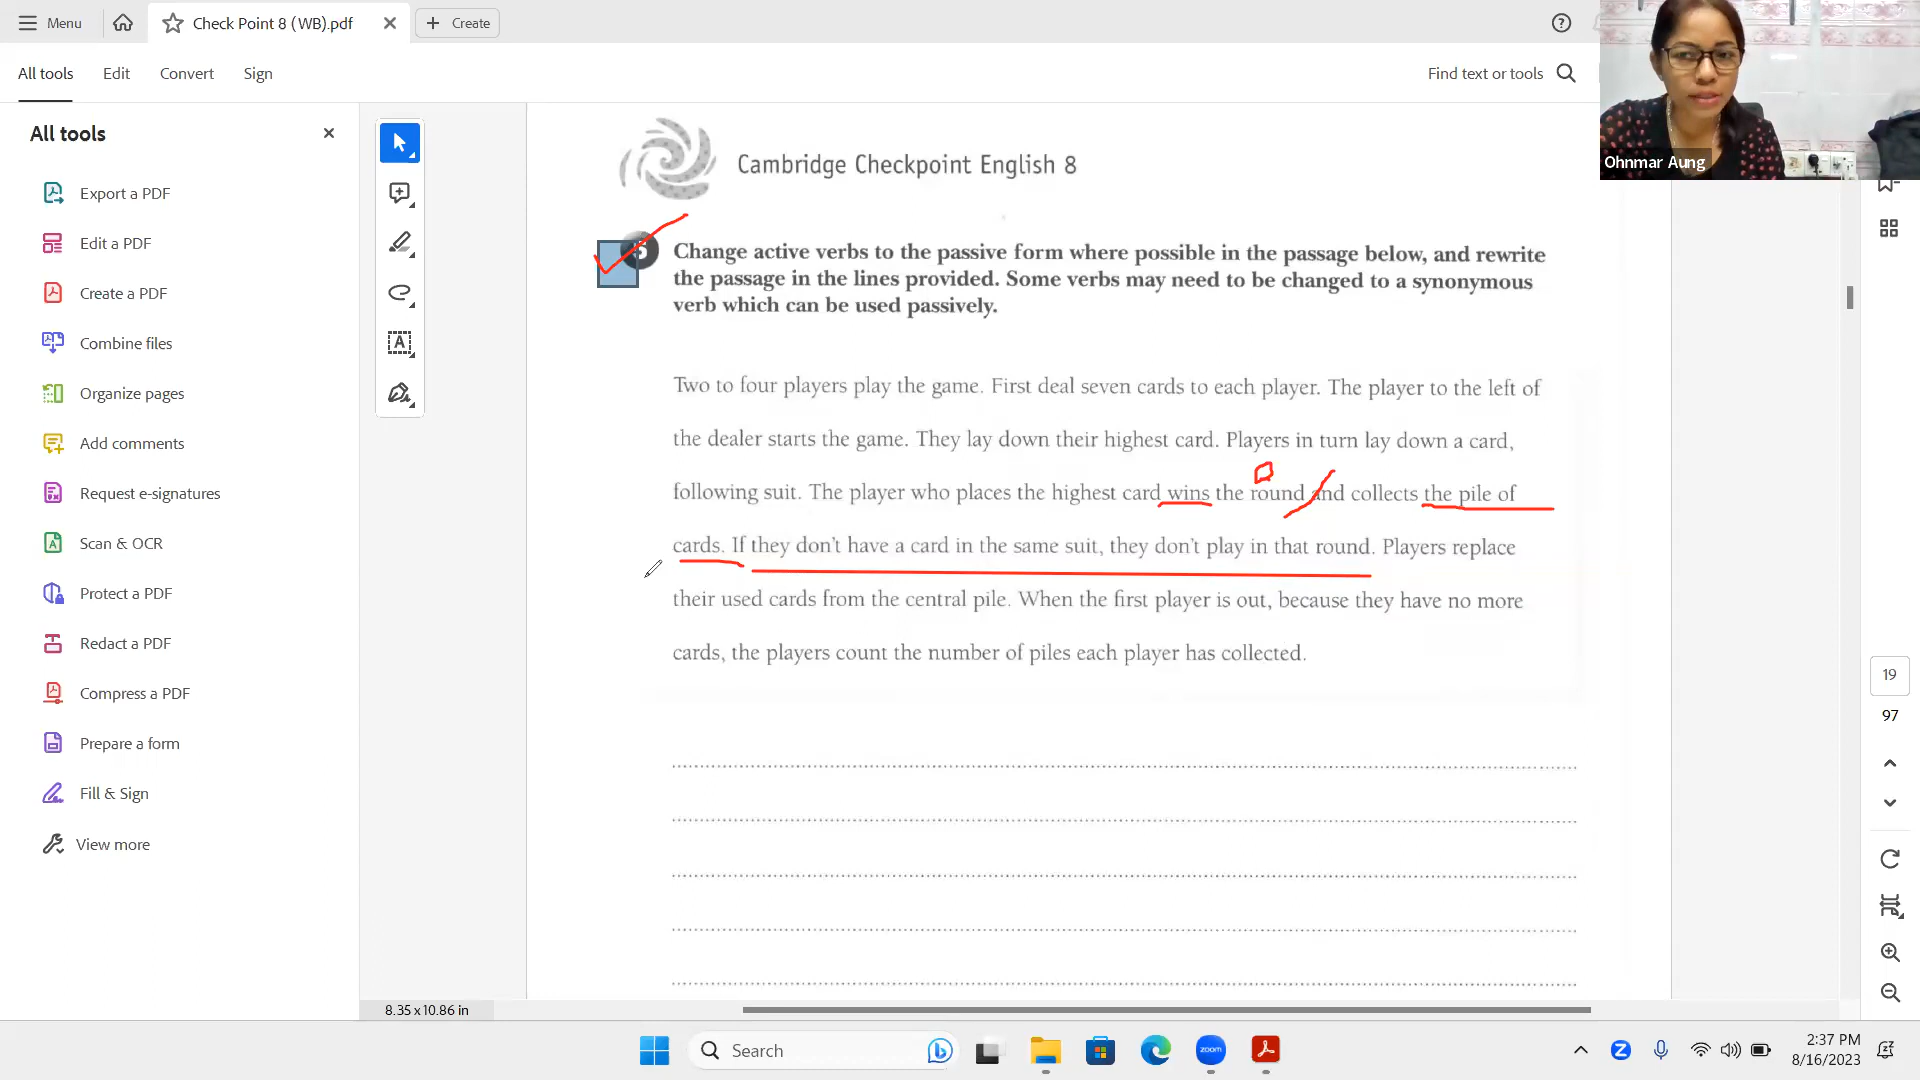 Menu
Check Point 8 (WB).pdf
Create
All tools
Edit
Convert
Sign
Find text or tools
Ohnmar Aung
All tools
Export a PDF
Edit a PDF
Create a PDF
Combine files
Organize pages
Add comments
Request e-signatures
Scan & OCR
Protect a PDF
Redact a PDF
Compress a PDF
Prepare a form
Fill & Sign
View more
Cambridge Checkpoint English 8
Change active verbs to the passive form where possible in the passage below, and rewrite
the passage in the lines provided. Some verbs may need to be changed to a synonymous
verb which can be used passively.
Two to four players play the game. First deal seven cards to each player. The player to the left of
the dealer starts the game. They lay down their highest card. Players in turn lay down a card,
following suit. The player who places the highest card wins the round and collects the pile of
cards. If they don't have a card in the same suit, they don't play in that round. Players replace
their used cards from the central pile. When the first player is out, because they have no more
cards, the players count the number of piles each player has collected.
19
97
8.35 x 10.86 in
Search
zoom
2:37 PM
8/16/2023